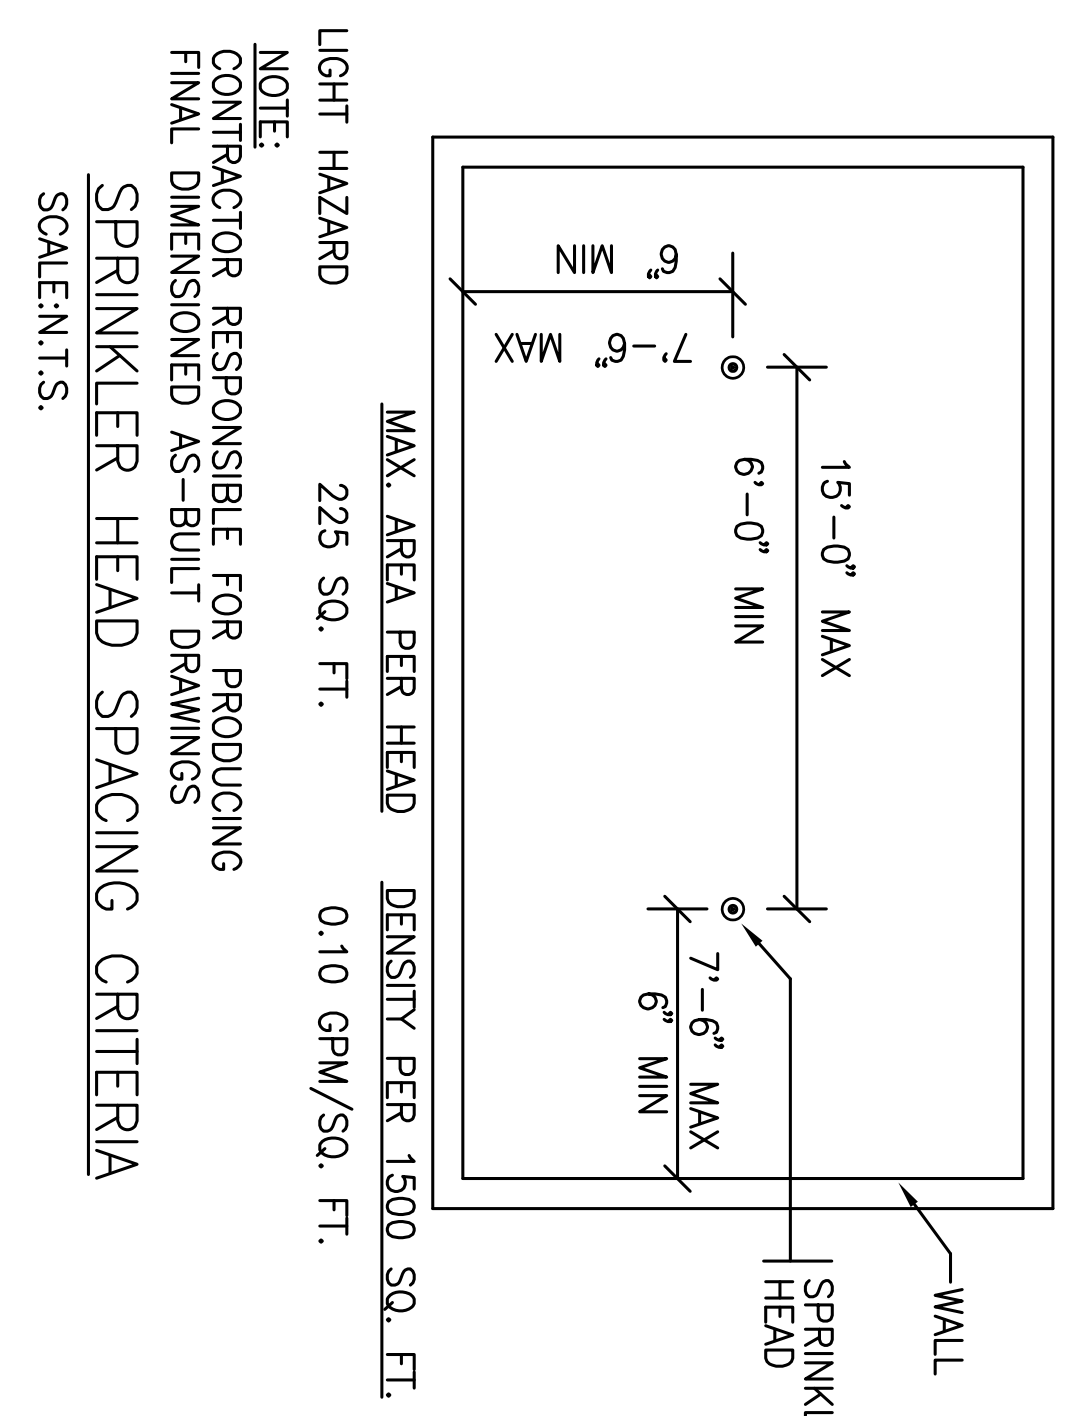 WALL
SPRINKL
HEAD
15'-0" MAX
6'-0" MIN
7'-6" MAX
6" MIN
6" MIN
7'-6" MAX
MAX. AREA PER HEAD DENSITY PER 1500 SQ. FT.
LIGHT HAZARD 225 SQ. FT. 0.10 GPM/SQ. FT.
NOTE:
CONTRACTOR RESPONSIBLE FOR PRODUCING
FINAL DIMENSIONED AS-BUILT DRAWINGS
SPRINKLER HEAD SPACING CRITERIA
SCALE:N.T.S.